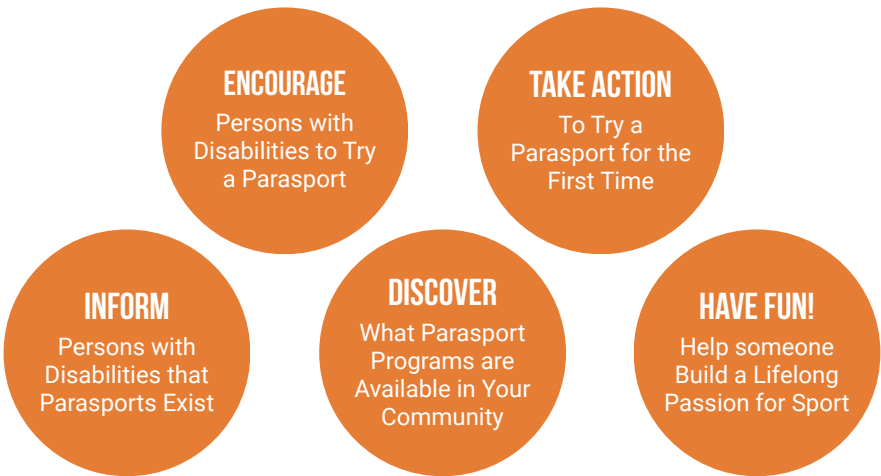 ENCOURAGE
Persons with
Disabilities to Try
a Parasport
TAKE ACTION
To Try a
Parasport for the
First Time
INFORM
Persons with
Disabilities that
Parasports Exist
DISCOVER
What Parasport
Programs are
Available in Your
Community
HAVE FUN!
Help someone
Build a Lifelong
Passion for Sport